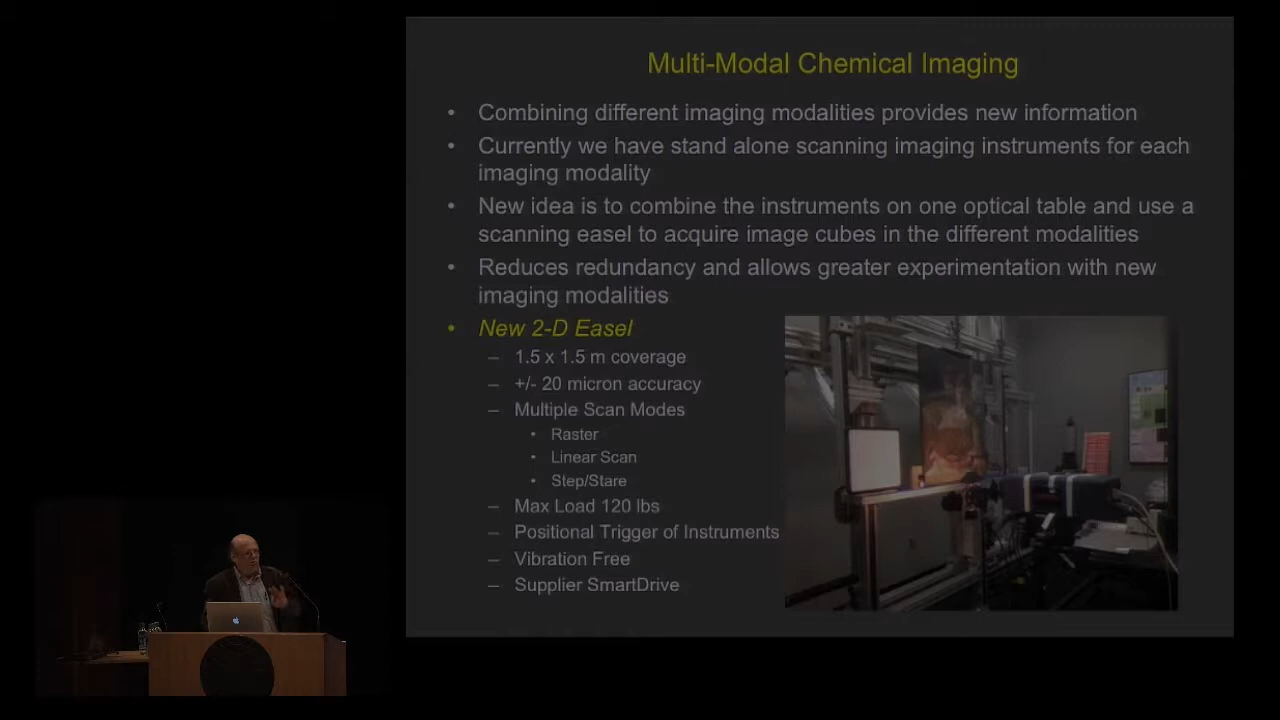 Multi-Modal Chemical Imaging
• Combining different imaging modalities provides new information
• Currently we have stand alone scanning imaging instruments for each
imaging modality
• New idea is to combine the instruments on one optical table and use a
scanning easel to acquire image cubes in the different modalities
• Reduces redundancy and allows greater experimentation with new
imaging modalities
• New 2-D Easel
– 1.5 x 1.5 m coverage
– +/- 20 micron accuracy
– Multiple Scan Modes
• Raster
• Linear Scan
• Step/Stare
– Max Load 120 lbs
– Positional Trigger of Instruments
– Vibration Free
– Supplier SmartDrive